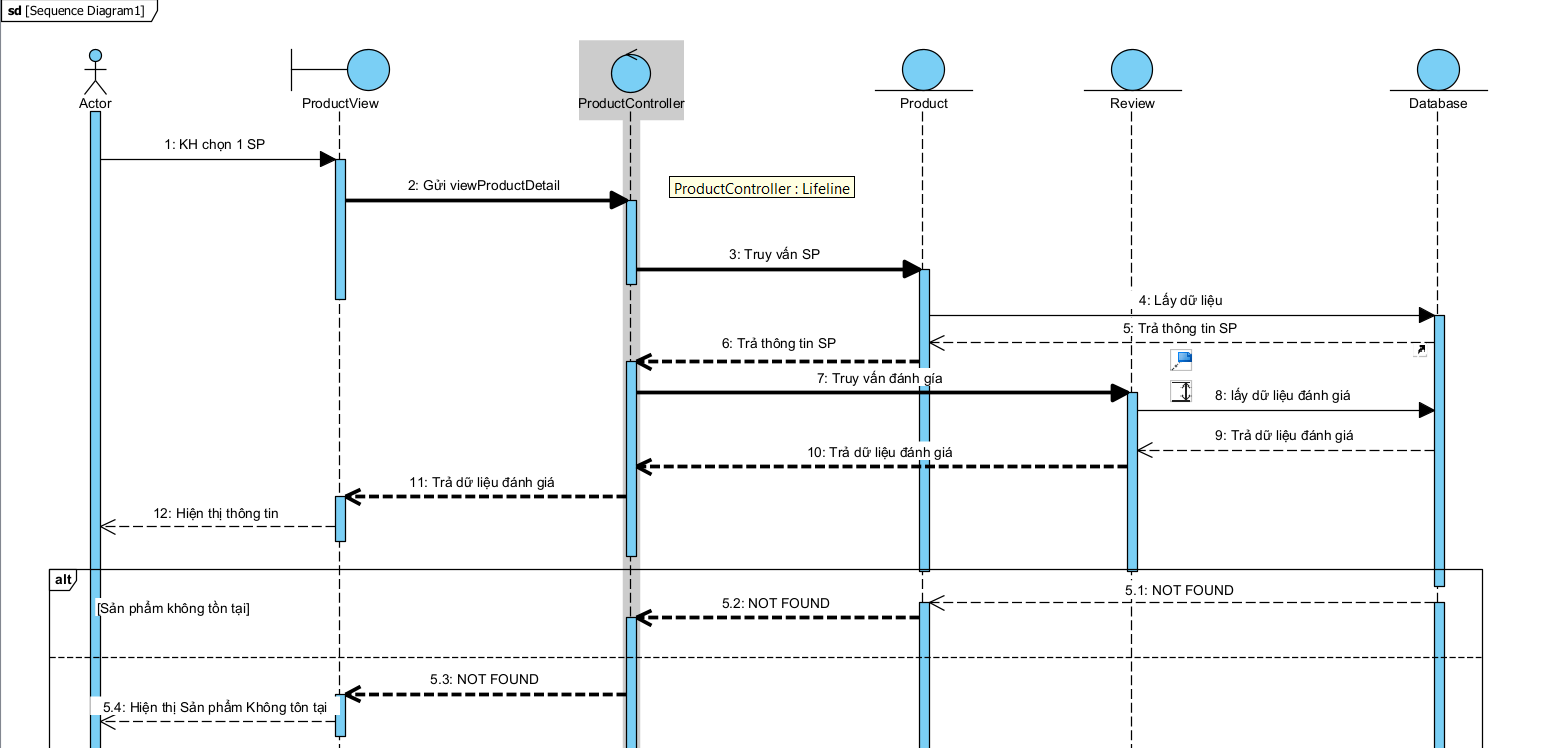 sd [Sequence Diagram1]
Actor
ProductView
ProductController
Product
Review
Database
1: KH chọn 1 SP
2: Gửi viewProductDetail
ProductController : Lifeline
3: Truy vấn SP
4: Lấy dữ liệu
5: Trả thông tin SP
6: Trả thông tin SP
7: Truy vấn đánh gía
8: lấy dữ liệu đánh giá
9: Trả dữ liệu đánh giá
10: Trả dữ liệu đánh giá
11: Trả dữ liệu đánh giá
12: Hiện thị thông tin
alt
[Sản phẩm không tồn tại]
5.1: NOT FOUND
5.2: NOT FOUND
5.3: NOT FOUND
5.4: Hiện thị Sản phẩm Không tôn tại